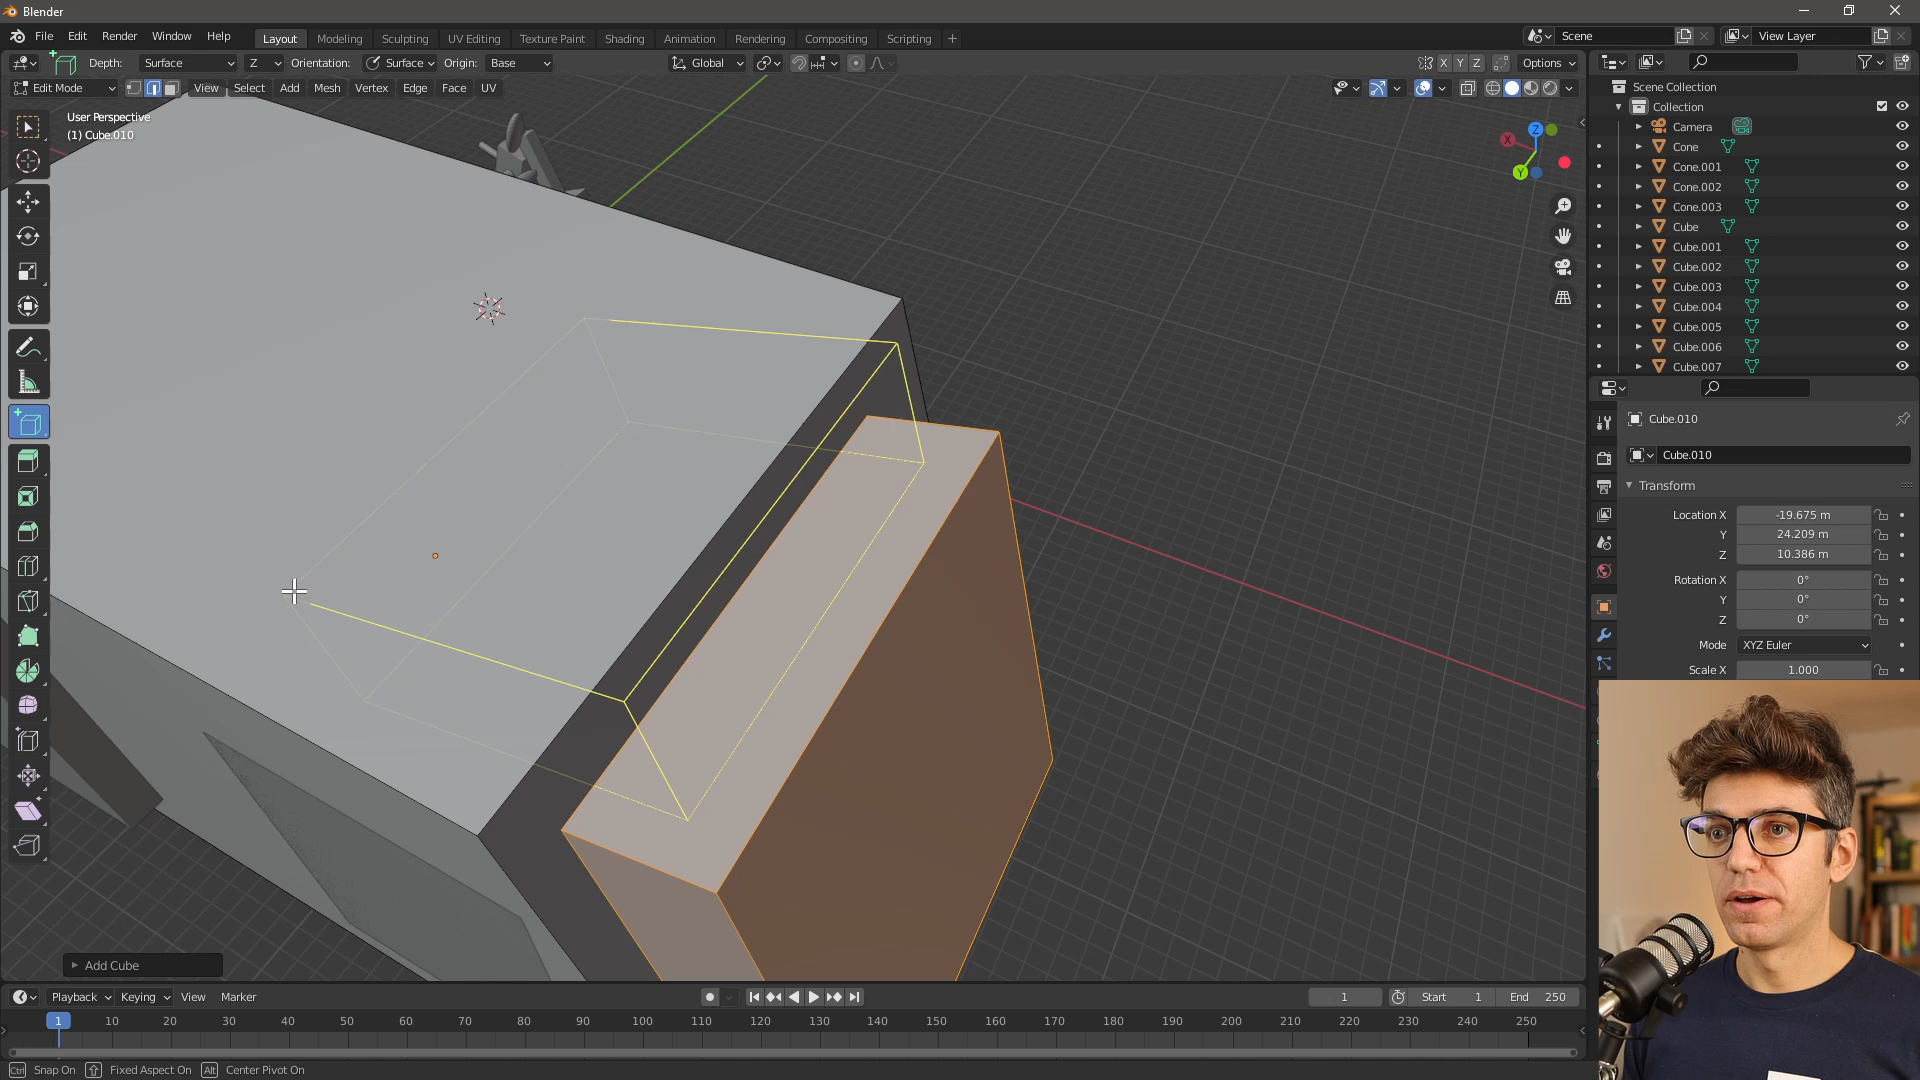 Blender
File Edit Render Window Help
Layout Modeling Sculpting UV Editing Texture Paint Shading Animation Rendering Compositing Scripting +
Scene
View Layer
Depth: Surface Z Orientation: Surface Origin: Base
Global
X Y Z Options
Edit Mode View Select Add Mesh Vertex Edge Face UV
User Perspective
(1) Cube.010
X
Z
Y
Scene Collection
Collection
Camera
Cone
Cone.001
Cone.002
Cone.003
Cube
Cube.001
Cube.002
Cube.003
Cube.004
Cube.005
Cube.006
Cube.007
Cube.010
Cube.010
Transform
Location X -19.675 m
Y 24.209 m
Z 10.386 m
Rotation X 0°
Y 0°
Z 0°
Mode XYZ Euler
Scale X 1.000
Add Cube
Playback Keying View Marker
1 Start 1 End 250
1 10 20 30 40 50 60 70 80 90 100 110 120 130 140 150 160 170 180 190 200 210 220 230 240 250
Ctrl Snap On Fixed Aspect On Alt Center Pivot On